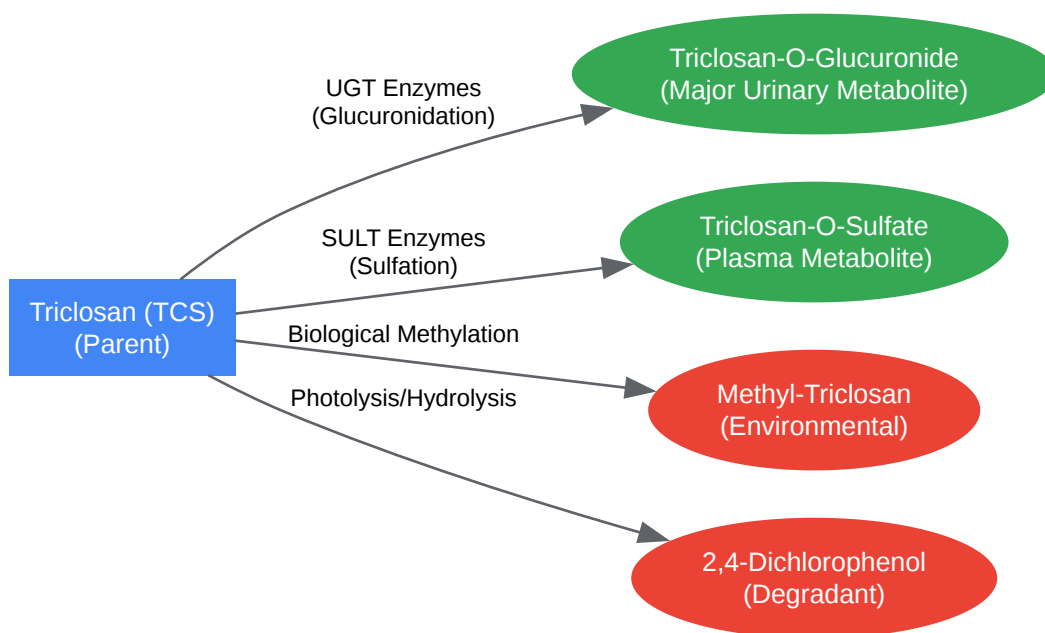 Triclosan-O-Glucuronide
(Major Urinary Metabolite)
UGT Enzymes
(Glucuronidation)
Triclosan-O-Sulfate
(Plasma Metabolite)
SULT Enzymes
(Sulfation)
Triclosan (TCS)
(Parent)
Biological Methylation
Methyl-Triclosan
(Environmental)
Photolysis/Hydrolysis
2,4-Dichlorophenol
(Degradant)